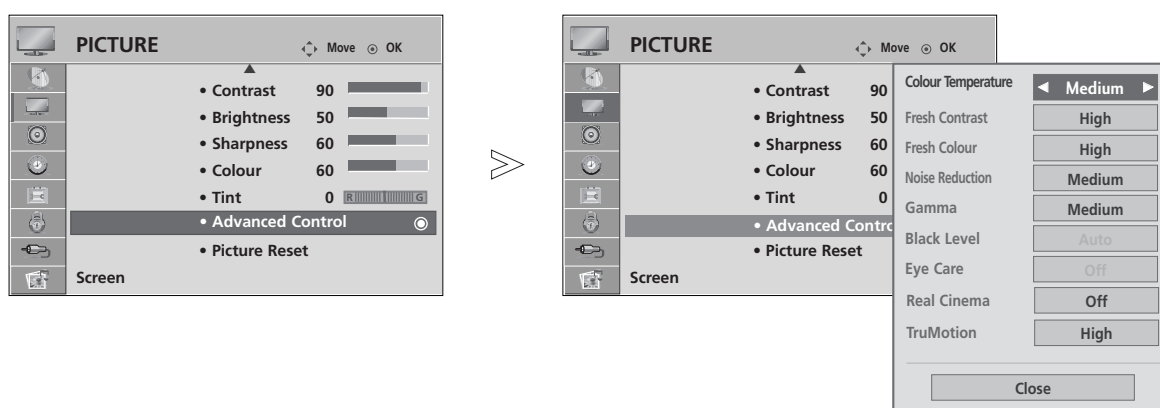 PICTURE Move OK
• Contrast 90
• Brightness 50
• Sharpness 60
• Colour 60
• Tint 0 R G
• Advanced Control
• Picture Reset
Screen
PICTURE Move OK
• Contrast 90
• Brightness 50
• Sharpness 60
• Colour 60
• Tint 0
• Advanced Contro
• Picture Reset
Screen
Colour Temperature Medium
Fresh Contrast High
Fresh Colour High
Noise Reduction Medium
Gamma Medium
Black Level Auto
Eye Care Off
Real Cinema Off
TruMotion High
Close